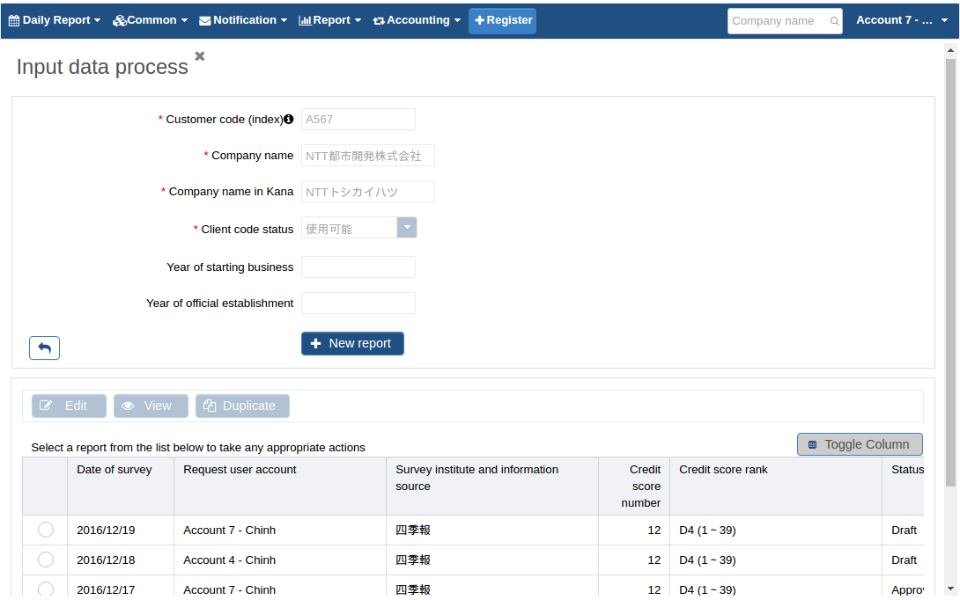 Daily Report Common Notification Report Accounting Register Company name Account 7 - ...
Input data process
* Customer code (index) A567
* Company name NTT都市開発株式会社
* Company name in Kana NTTトシカイハツ
* Client code status 使用可能
Year of starting business
Year of official establishment
New report
Edit View Duplicate
Select a report from the list below to take any appropriate actions
Toggle Column
Date of survey Request user account Survey institute and information Credit Credit score rank Status
source score
number
2016/12/19 Account 7 - Chinh 四季報 12 D4 (1 ~ 39) Draft
2016/12/18 Account 4 - Chinh 四季報 12 D4 (1 ~ 39) Draft
2016/12/17 Account 7 - Chinh 四季報 12 D4 (1 ~ 39) Approv